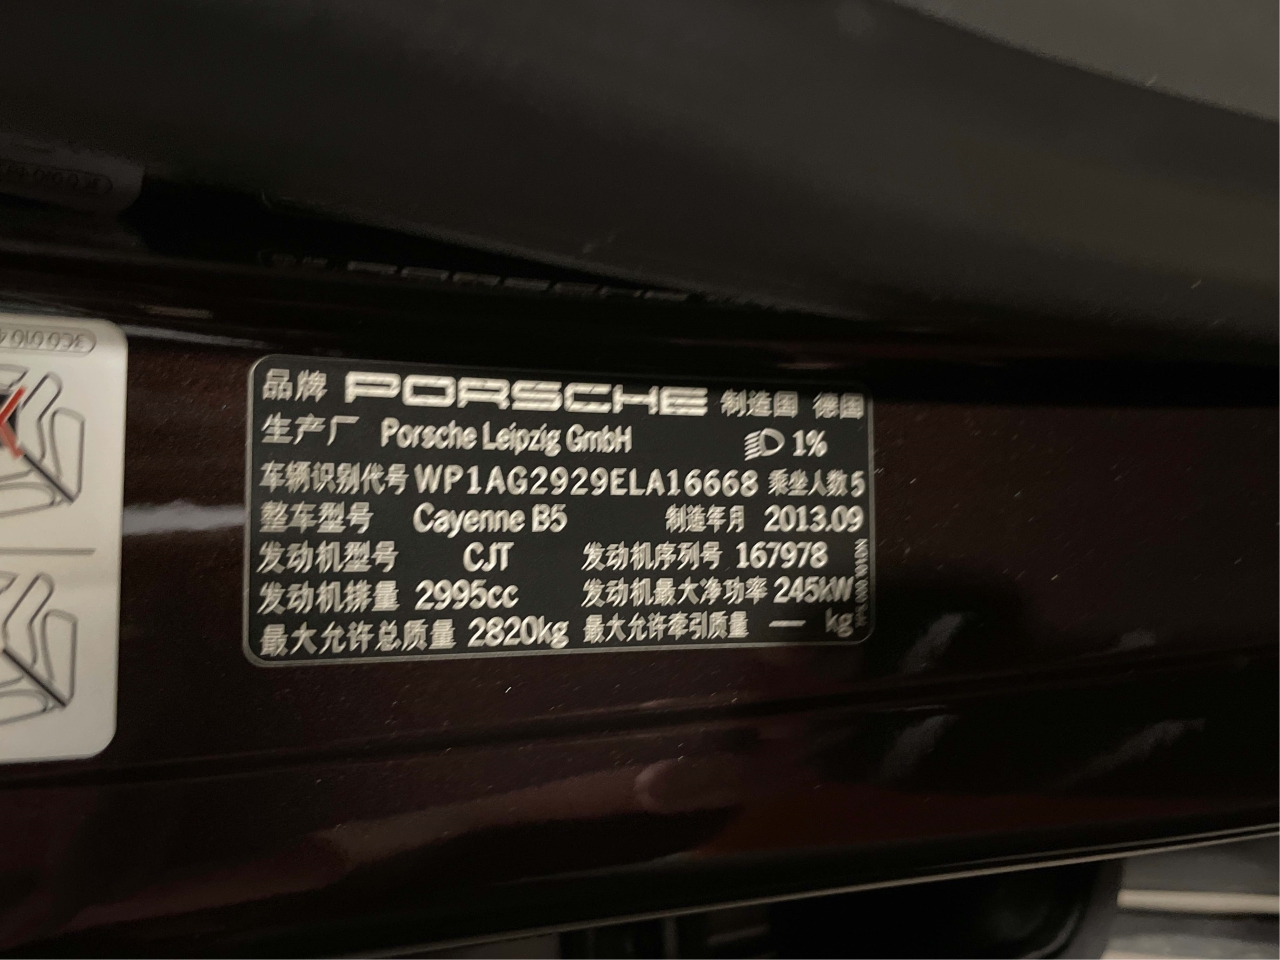 3C0 010 4
品牌 PORSCHE 制造国 德国
生产厂 Porsche Leipzig GmbH 1%
车辆识别代号 WP1AG2929ELA16668 乘坐人数 5
整车型号 Cayenne B5 制造年月 2013.09
发动机型号 CJT 发动机序列号 167978
发动机排量 2995cc 发动机最大净功率 245kW
最大允许总质量 2820kg 最大允许牵引质量 — kg